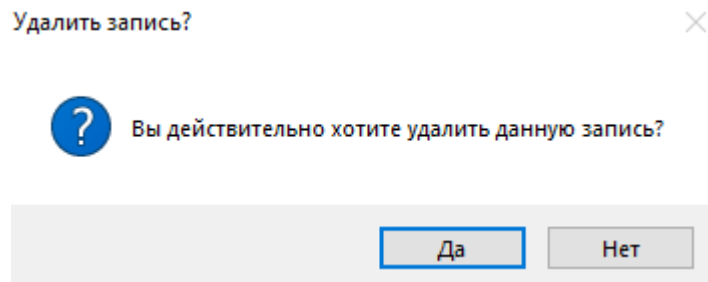 Удалить запись?
Вы действительно хотите удалить данную запись?
Да
Нет